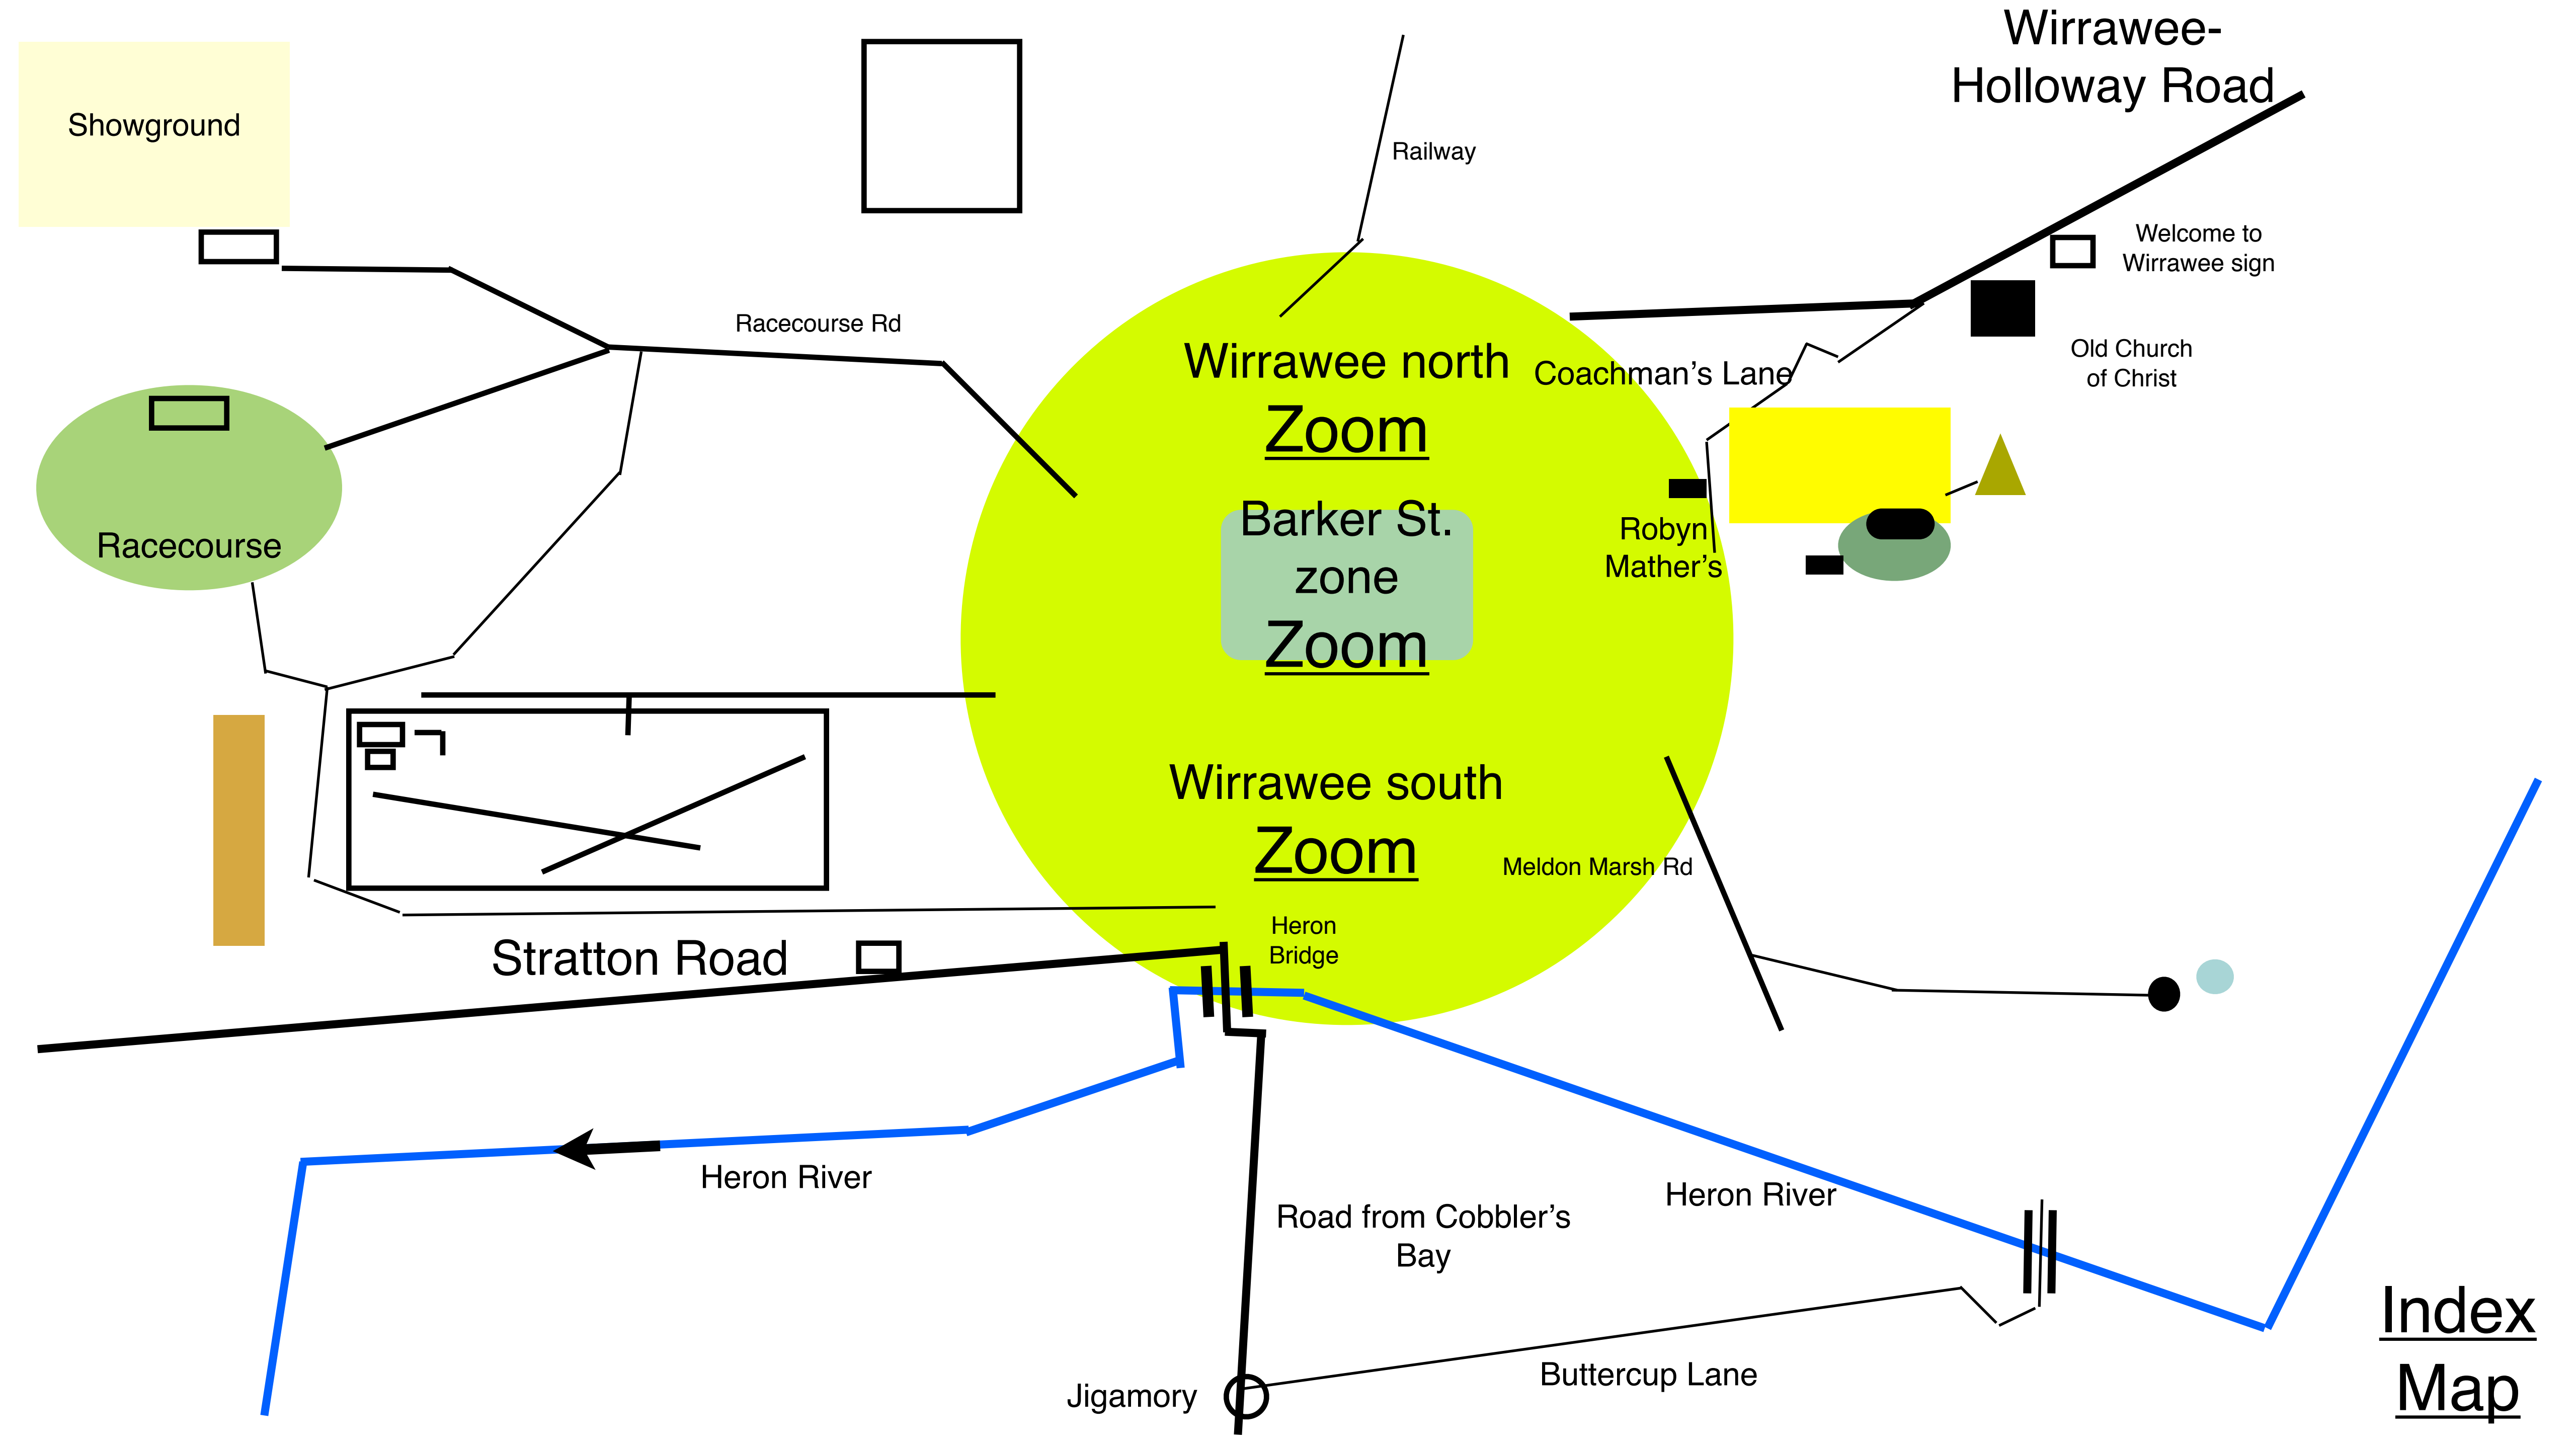 Wirrawee-
Holloway Road
Showground
Railway
Welcome to
Wirrawee sign
Racecourse Rd
Old Church
of Christ
Wirrawee north
Zoom
Coachman’s Lane
Barker St.
zone
Zoom
Robyn
Mather’s
Racecourse
Wirrawee south
Zoom
Meldon Marsh Rd
Heron
Bridge
Stratton Road
Heron River
Heron River
Road from Cobbler’s
Bay
Buttercup Lane
Jigamory
Index
Map